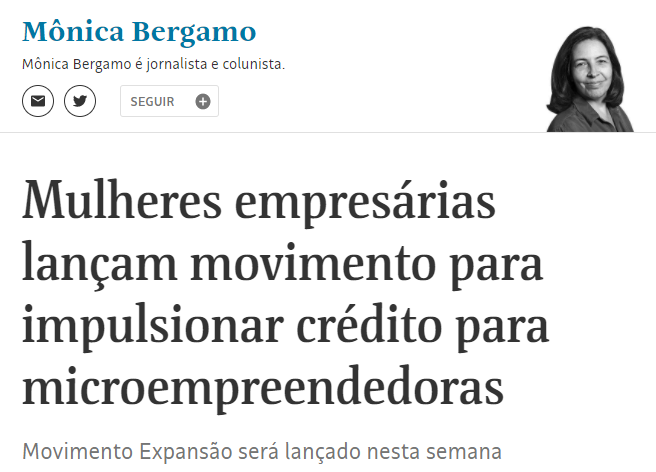 Mônica Bergamo
Mônica Bergamo é jornalista e colunista.
SEGUIR
Mulheres empresárias
lançam movimento para
impulsionar crédito para
microempreendedoras
Movimento Expansão será lançado nesta semana